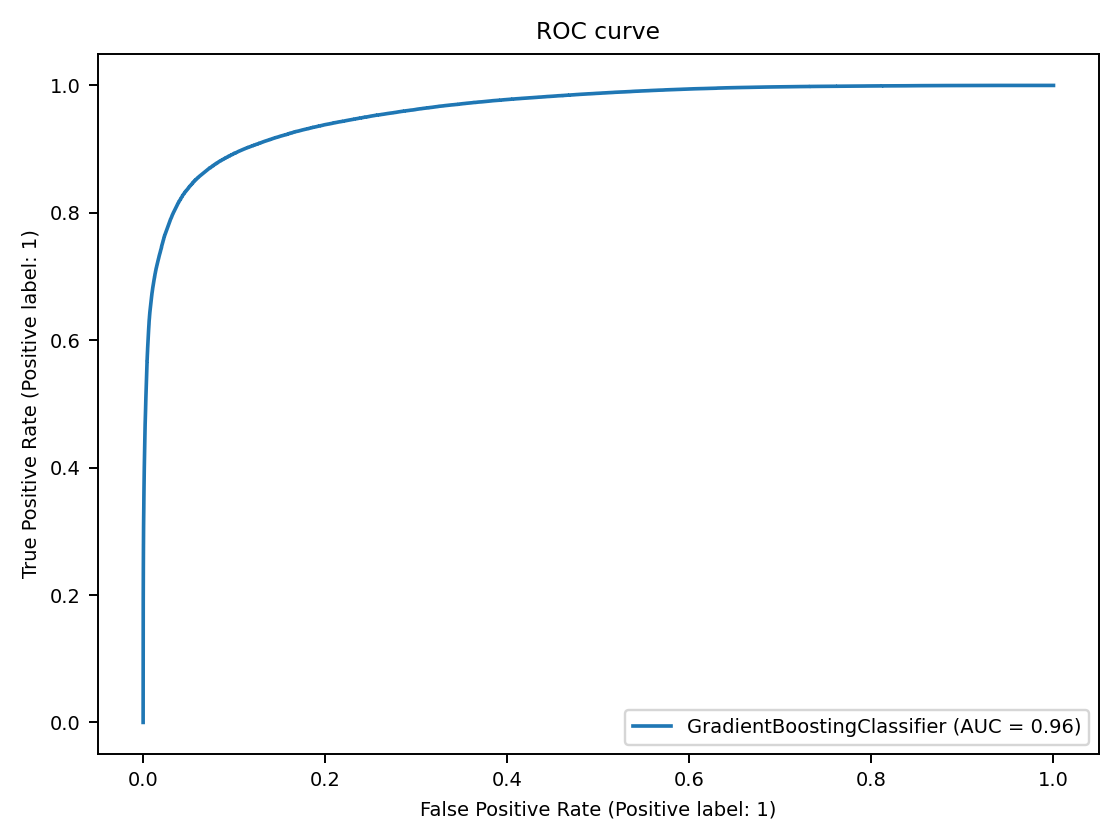 ROC curve
True Positive Rate (Positive label: 1)
1.0
0.8
0.6
0.4
0.2
0.0
GradientBoostingClassifier (AUC = 0.96)
0.0 0.2 0.4 0.6 0.8 1.0
False Positive Rate (Positive label: 1)